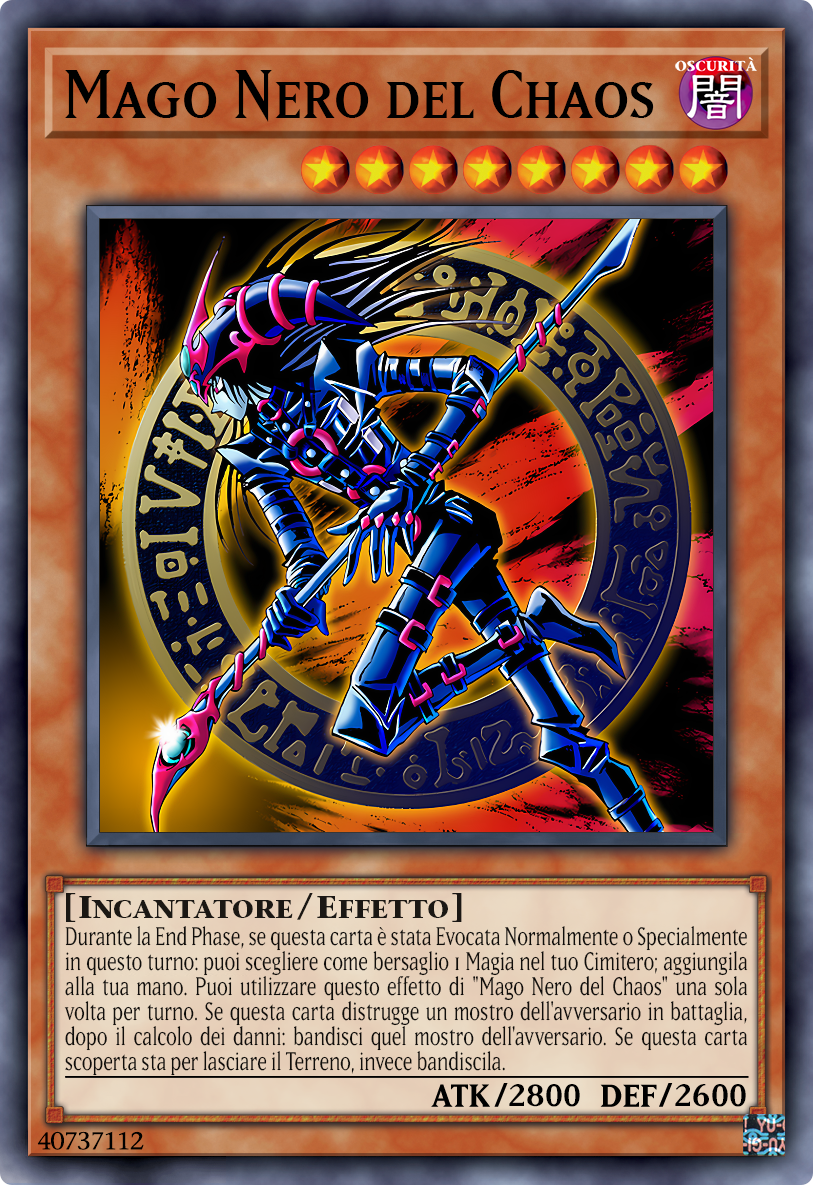 Mago Nero del Chaos
OSCURITÀ
闇
[Incantatore/Effetto]
Durante la End Phase, se questa carta è stata Evocata Normalmente o Specialmente
in questo turno: puoi scegliere come bersaglio 1 Magia nel tuo Cimitero; aggiungila
alla tua mano. Puoi utilizzare questo effetto di "Mago Nero del Chaos" una sola
volta per turno. Se questa carta distrugge un mostro dell'avversario in battaglia,
dopo il calcolo dei danni: bandisci quel mostro dell'avversario. Se questa carta
scoperta sta per lasciare il Terreno, invece bandiscila.
ATK/2800 DEF/2600
40737112